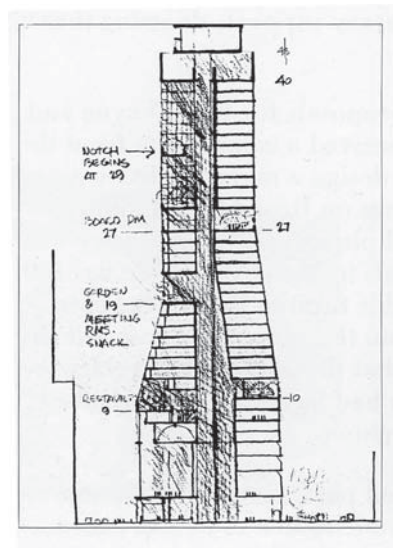 40
NOTCH
BEGINS
AT 29
BOARD RM.
27
27
GARDEN
& 19
MEETING
RMS.
SNACK
RESTAURANT
9
10